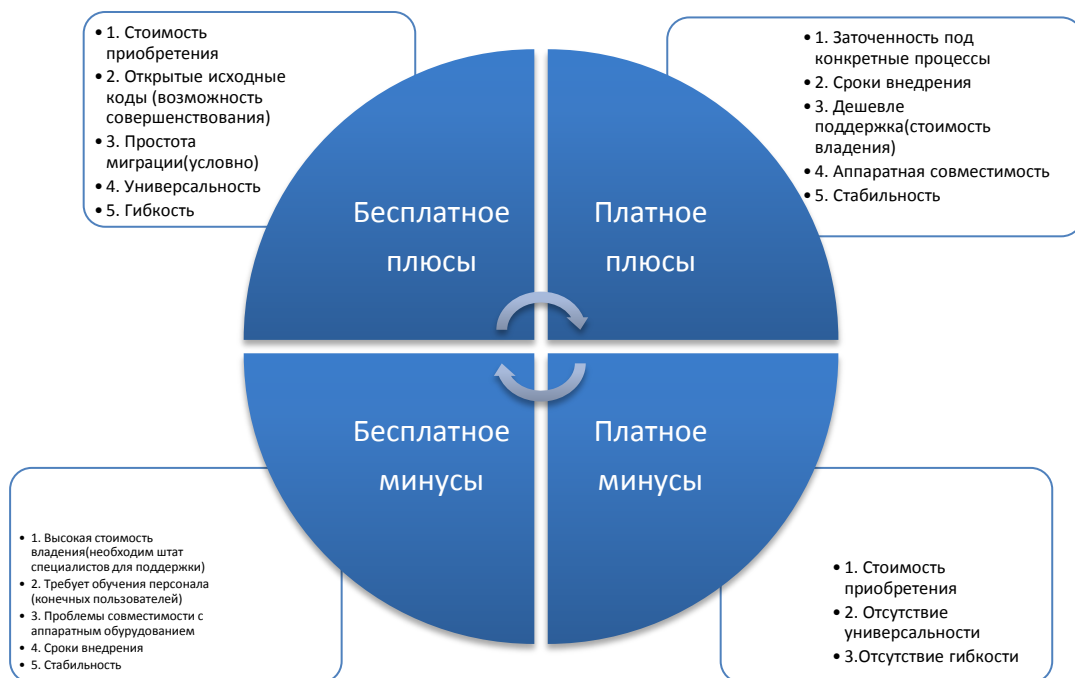 • 1. Стоимость
приобретения
• 2. Открытые исходные
коды (возможность
совершенствования)
• 3. Простота
миграции(условно)
• 4. Универсальность
• 5. Гибкость
• 1. Заточенность под
конкретные процессы
• 2. Сроки внедрения
• 3. Дешевле
поддержка(стоимость
владения)
• 4. Аппаратная совместимость
• 5. Стабильность
Бесплатное
плюсы
Платное
плюсы
Бесплатное
минусы
Платное
минусы
• 1. Высокая стоимость
владения(необходим штат
специалистов для поддержки)
• 2. Требует обучения персонала
(конечных пользователей)
• 3. Проблемы совместимости с
аппаратным обурудованием
• 4. Сроки внедрения
• 5. Стабильность
• 1. Стоимость
приобретения
• 2. Отсутствие
универсальности
• 3.Отсутствие гибкости